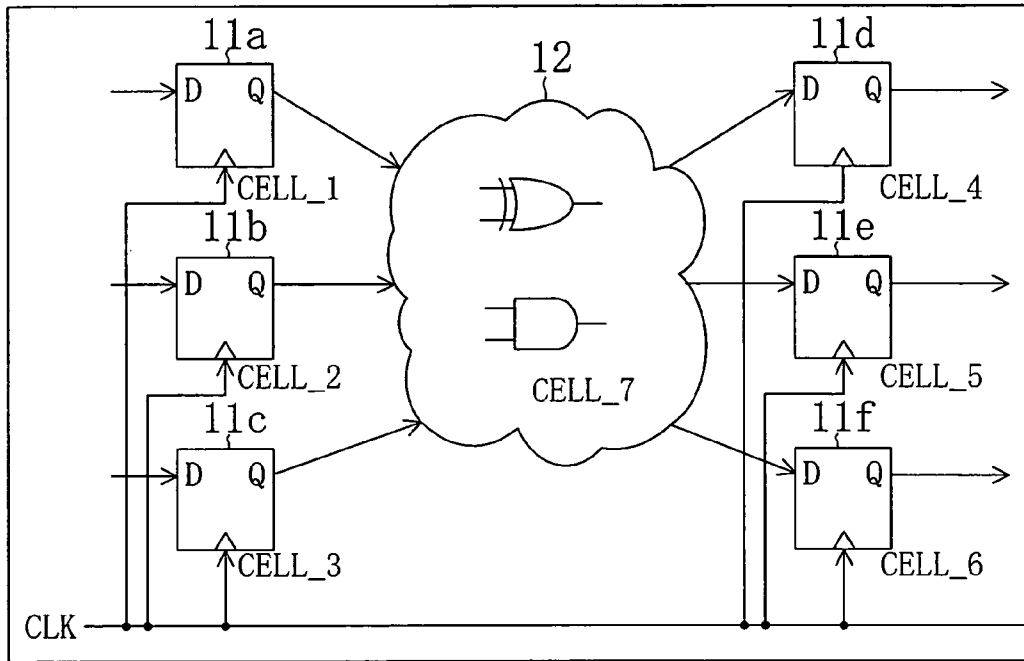 11a
11d
12
D Q
D Q
CELL_1
CELL_4
11b
11e
D Q
D Q
CELL_2
CELL_7
CELL_5
11c
11f
D Q
D Q
CELL_3
CELL_6
CLK